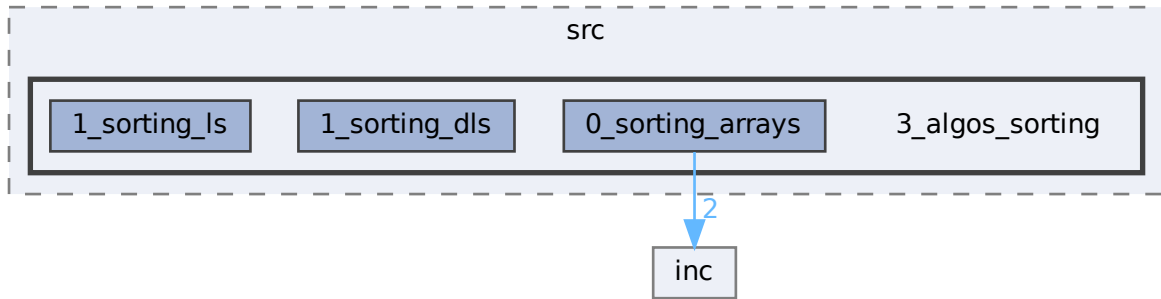 src
1_sorting_ls
1_sorting_dls
0_sorting_arrays
3_algos_sorting
2
inc